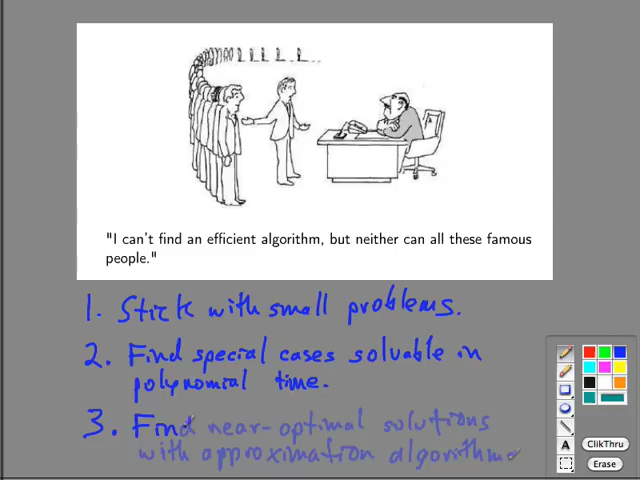 "I can't find an efficient algorithm, but neither can all these famous
people."
1. Stick with small problems.
2. Find special cases solvable in
polynomial time.
3. Find near-optimal solutions
with approximation algorithms
A
ClikThru
Erase